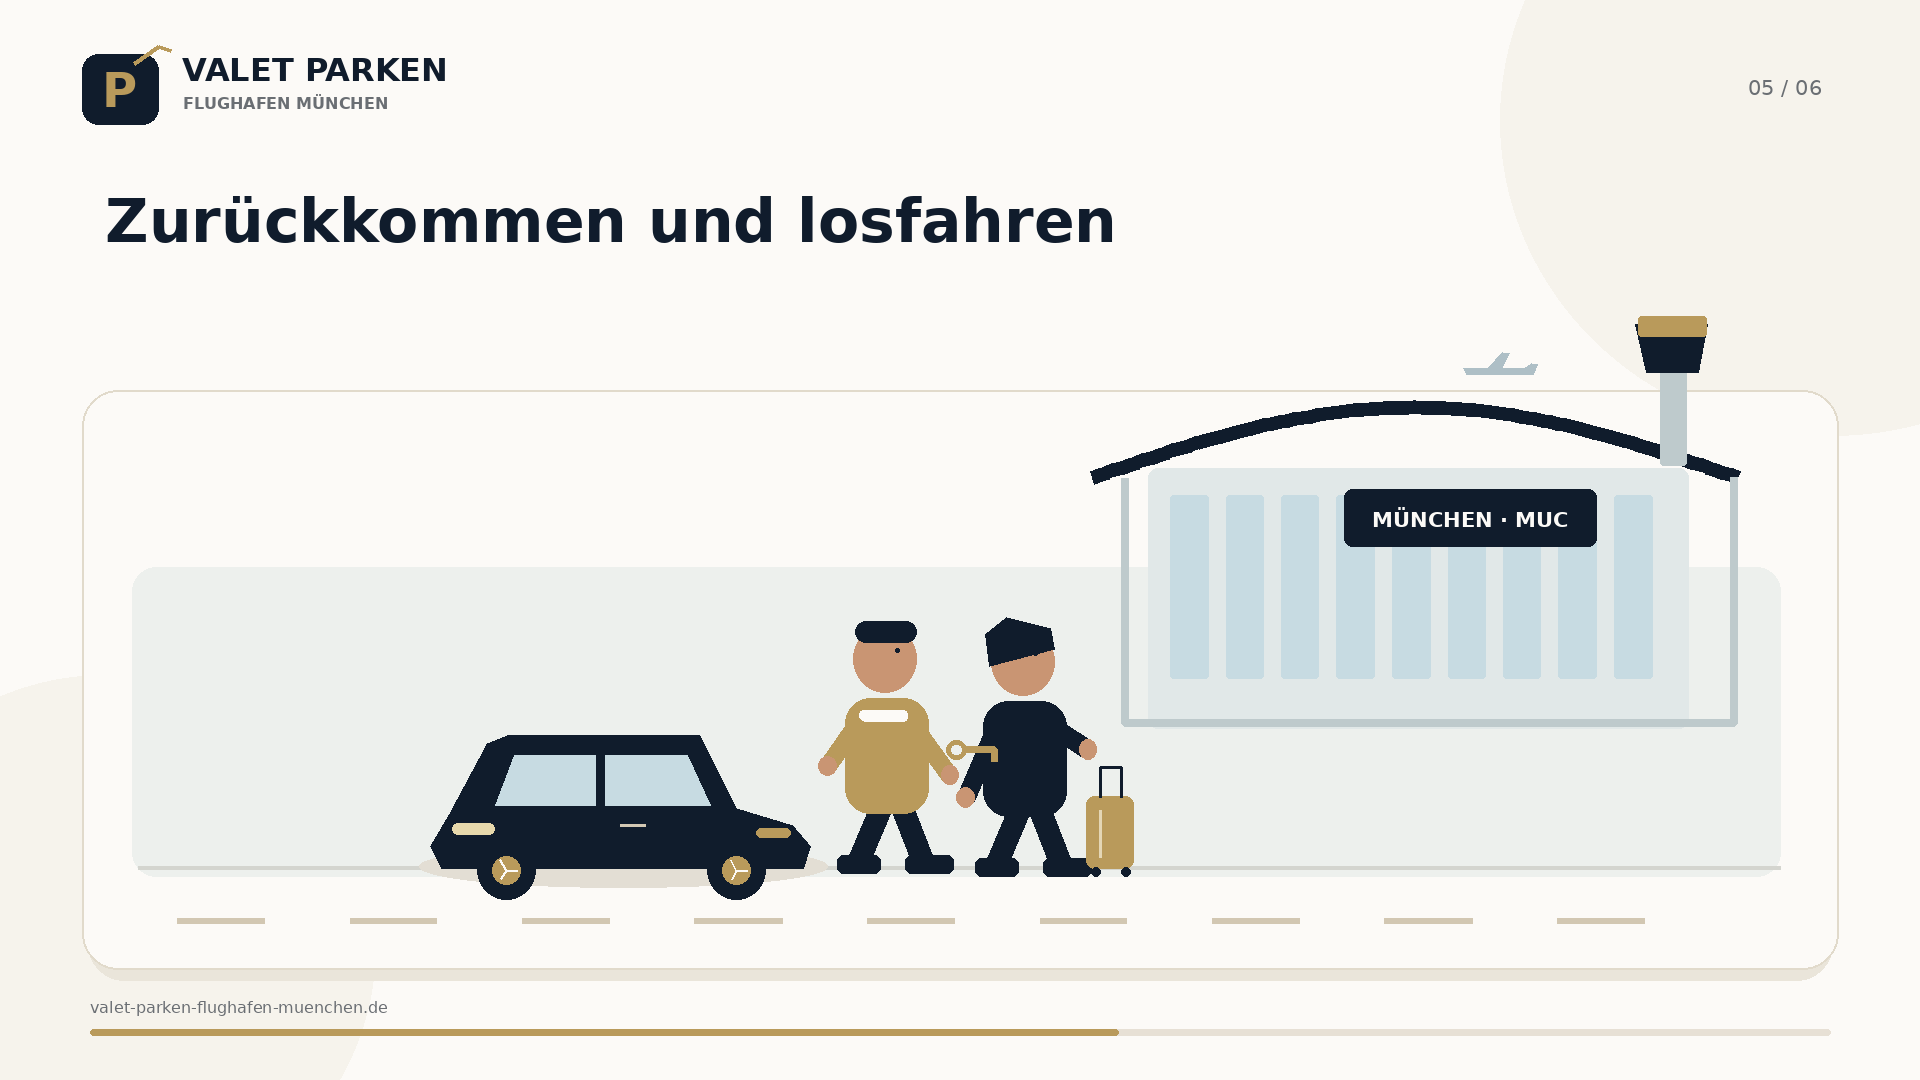 P
VALET PARKEN
FLUGHAFEN MÜNCHEN
05 / 06
Zurückkommen und losfahren
MÜNCHEN · MUC
valet-parken-flughafen-muenchen.de